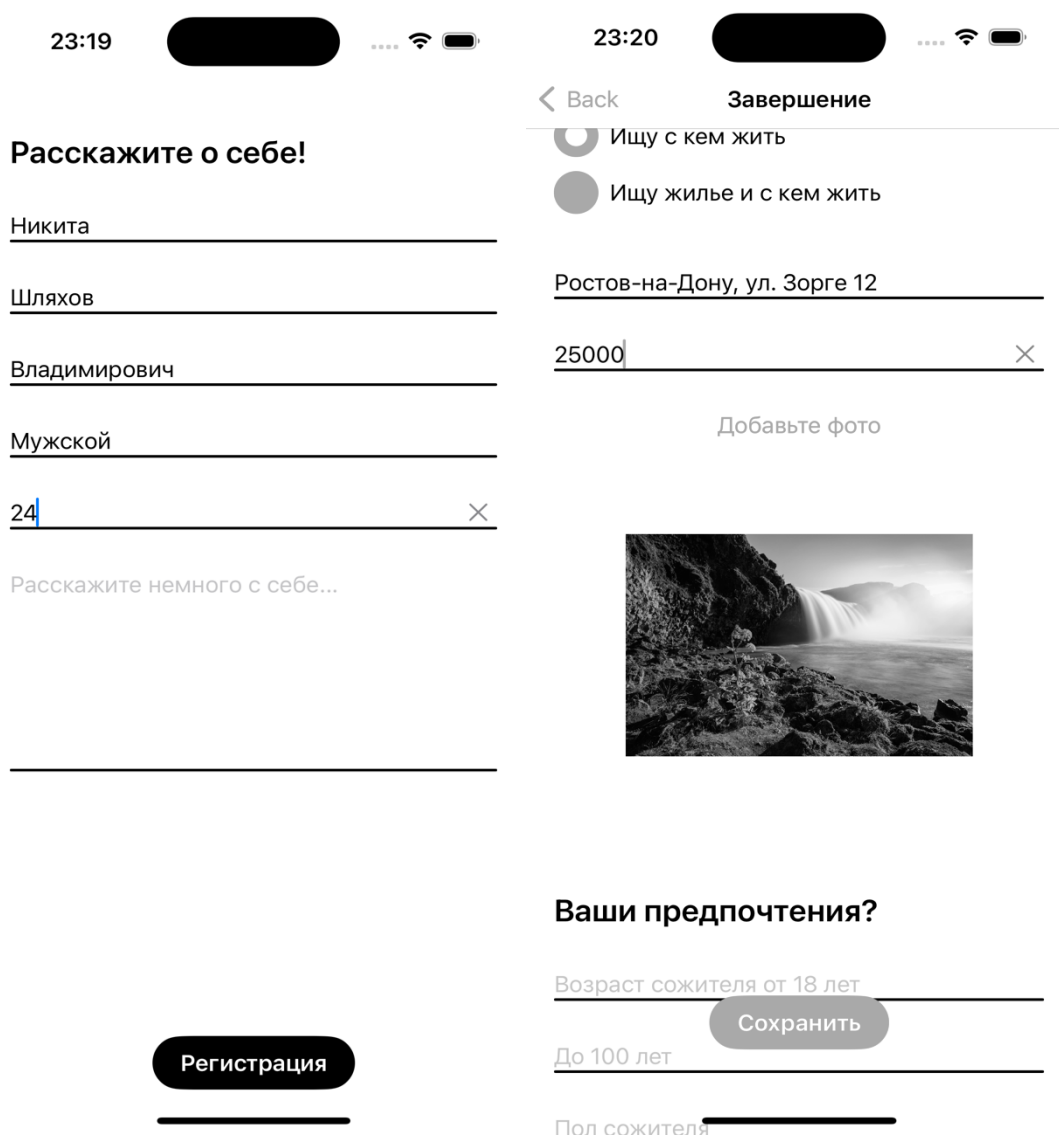 23:19
Расскажите о себе!
Никита
Шляхов
Владимирович
Мужской
24
Расскажите немного с себе...
Регистрация
23:20
Back
Завершение
Ищу с кем жить
Ищу жилье и с кем жить
Ростов-на-Дону, ул. Зорге 12
25000
Добавьте фото
Ваши предпочтения?
Возраст сожителя от 18 лет
Сохранить
До 100 лет
Пол сожителя